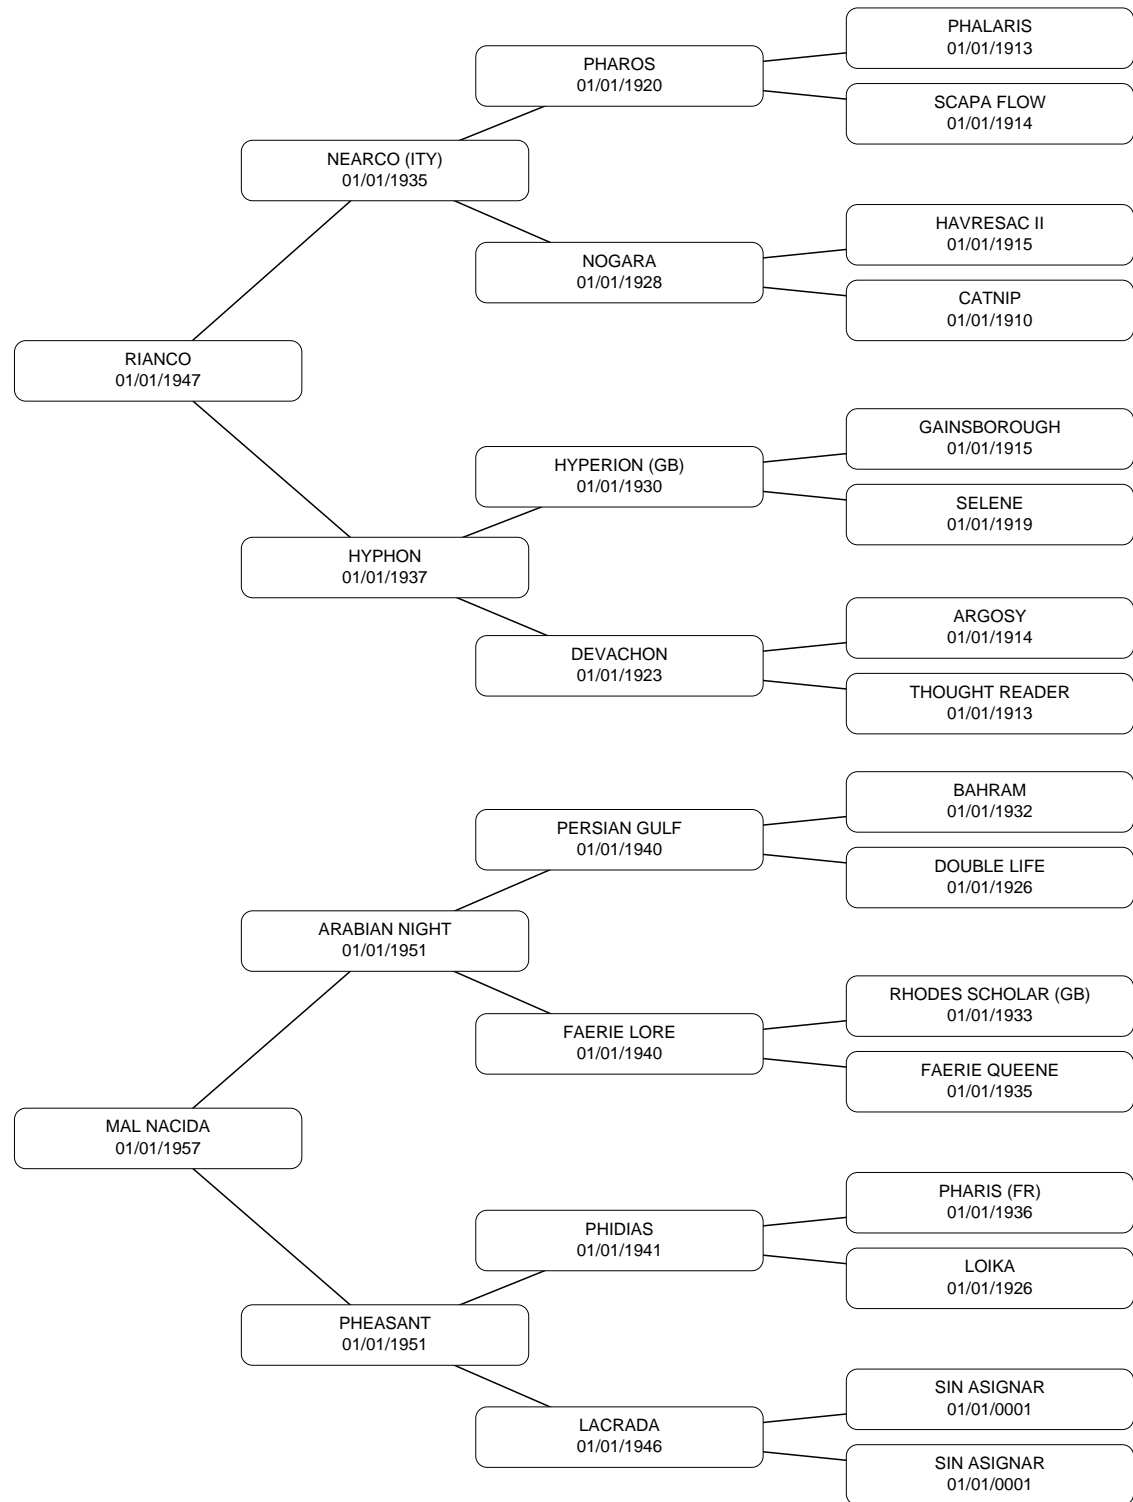 PHALARIS
01/01/1913
PHAROS
01/01/1920
SCAPA FLOW
01/01/1914
NEARCO (ITY)
01/01/1935
HAVRESAC II
01/01/1915
NOGARA
01/01/1928
CATNIP
01/01/1910
RIANCO
01/01/1947
GAINSBOROUGH
01/01/1915
HYPERION (GB)
01/01/1930
SELENE
01/01/1919
HYPHON
01/01/1937
ARGOSY
01/01/1914
DEVACHON
01/01/1923
THOUGHT READER
01/01/1913
BAHRAM
01/01/1932
PERSIAN GULF
01/01/1940
DOUBLE LIFE
01/01/1926
ARABIAN NIGHT
01/01/1951
RHODES SCHOLAR (GB)
01/01/1933
FAERIE LORE
01/01/1940
FAERIE QUEENE
01/01/1935
MAL NACIDA
01/01/1957
PHARIS (FR)
01/01/1936
PHIDIAS
01/01/1941
LOIKA
01/01/1926
PHEASANT
01/01/1951
SIN ASIGNAR
01/01/0001
LACRADA
01/01/1946
SIN ASIGNAR
01/01/0001